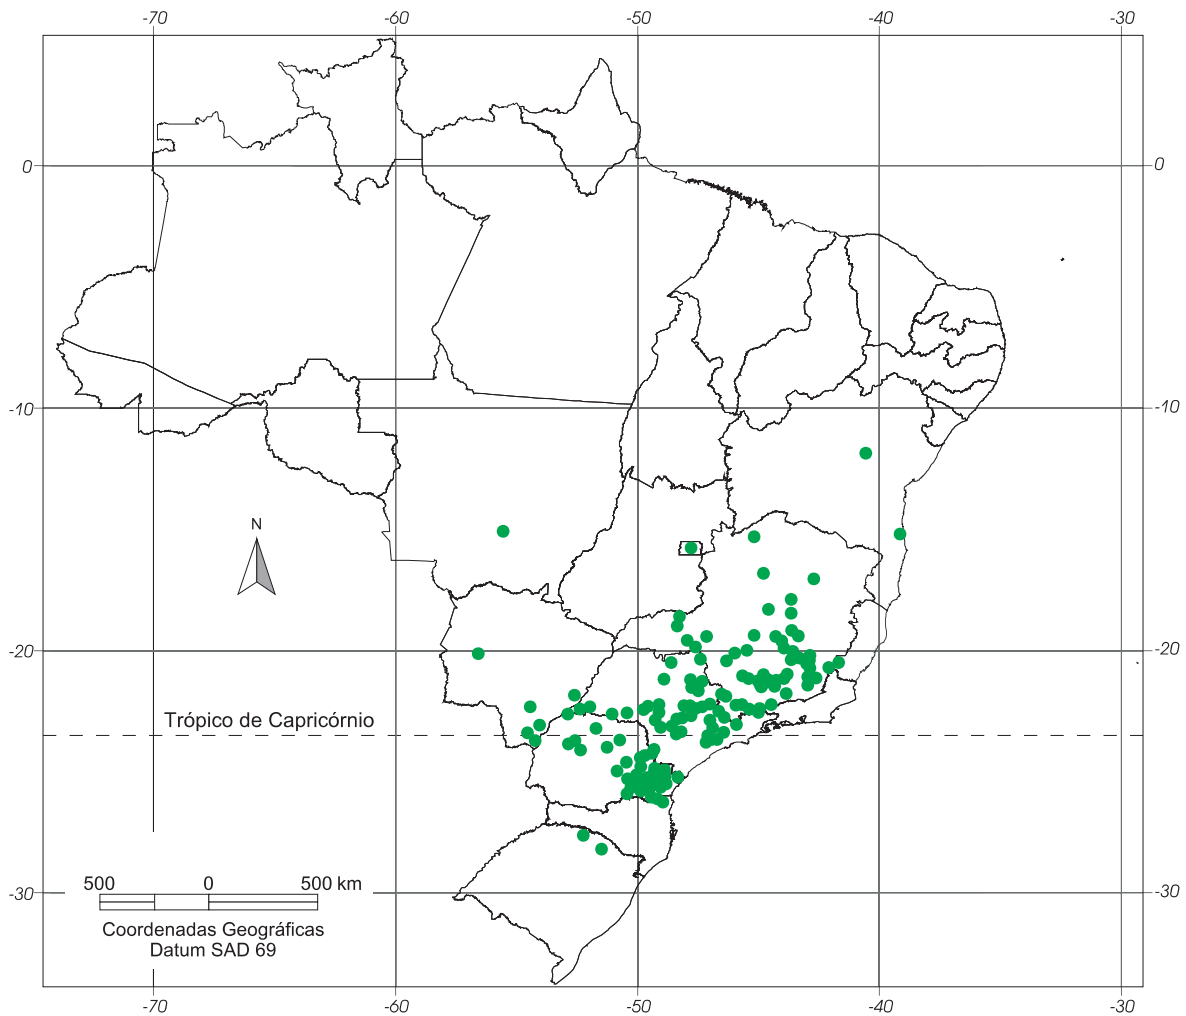 -70 -60 -50 -40 -30
0 0
-10 -10
N
-20 -20
Trópico de Capricórnio
500 0 500 km
-30 -30
Coordenadas Geográficas
Datum SAD 69
-70 -60 -50 -40 -30